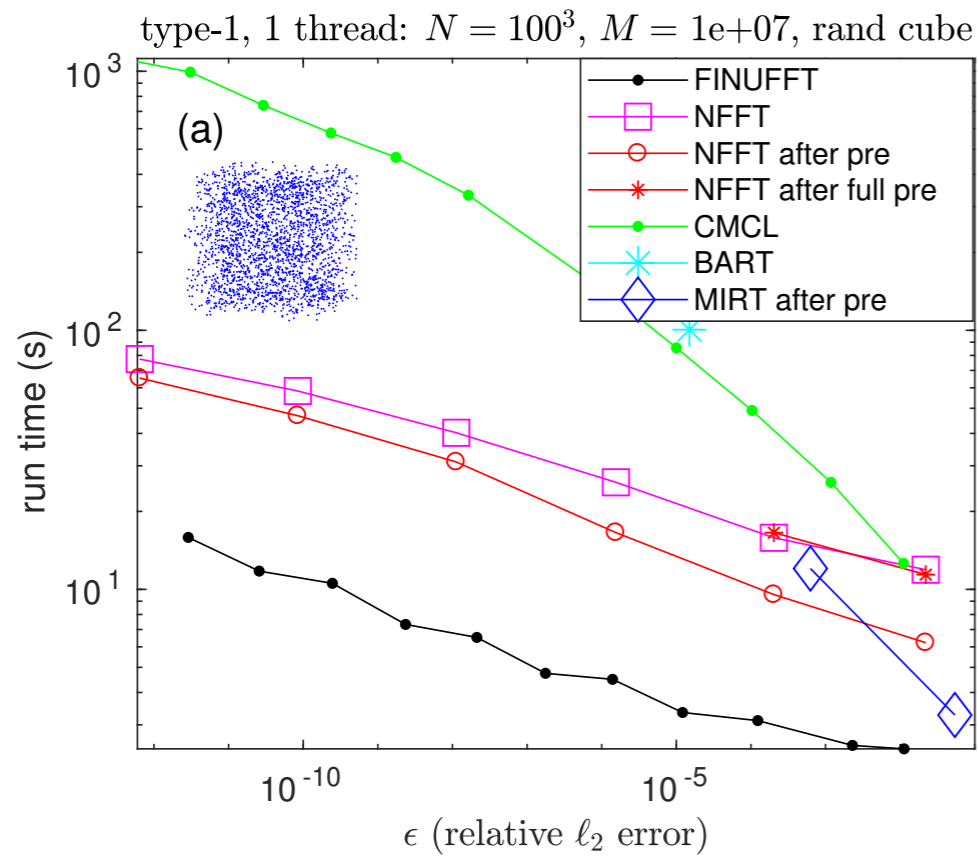 type-1, 1 thread: N = 100³, M = 1e+07, rand cube
10³
10²
10¹
run time (s)
(a)
FINUFFT
NFFT
NFFT after pre
NFFT after full pre
CMCL
BART
MIRT after pre
10⁻¹⁰
10⁻⁵
ϵ (relative ℓ₂ error)